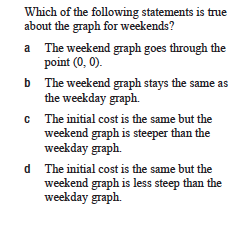 Which of the following statements is true
about the graph for weekends?
a The weekend graph goes through the
point (0, 0).
b The weekend graph stays the same as
the weekday graph.
c The initial cost is the same but the
weekend graph is steeper than the
weekday graph.
d The initial cost is the same but the
weekend graph is less steep than the
weekday graph.